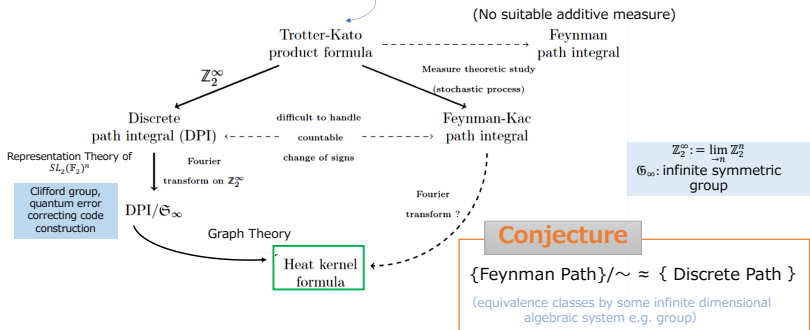 (No suitable additive measure)
Trotter-Kato
product formula
Feynman
path integral
ℤ₂^∞
Measure theoretic study
(stochastic process)
Discrete
path integral (DPI)
difficult to handle
countable
change of signs
Feynman-Kac
path integral
ℤ₂^∞ := lim_{→n} ℤ₂^n
𝔖_∞: infinite symmetric
group
Representation Theory of
SL₂(𝔽₂)^n
Fourier
transform on ℤ₂^∞
Clifford group,
quantum error
correcting code
construction
DPI/𝔖_∞
Fourier
transform ?
Graph Theory
Heat kernel
formula
Conjecture
{Feynman Path}/∼ ≈ { Discrete Path }
(equivalence classes by some infinite dimensional
algebraic system e.g. group)